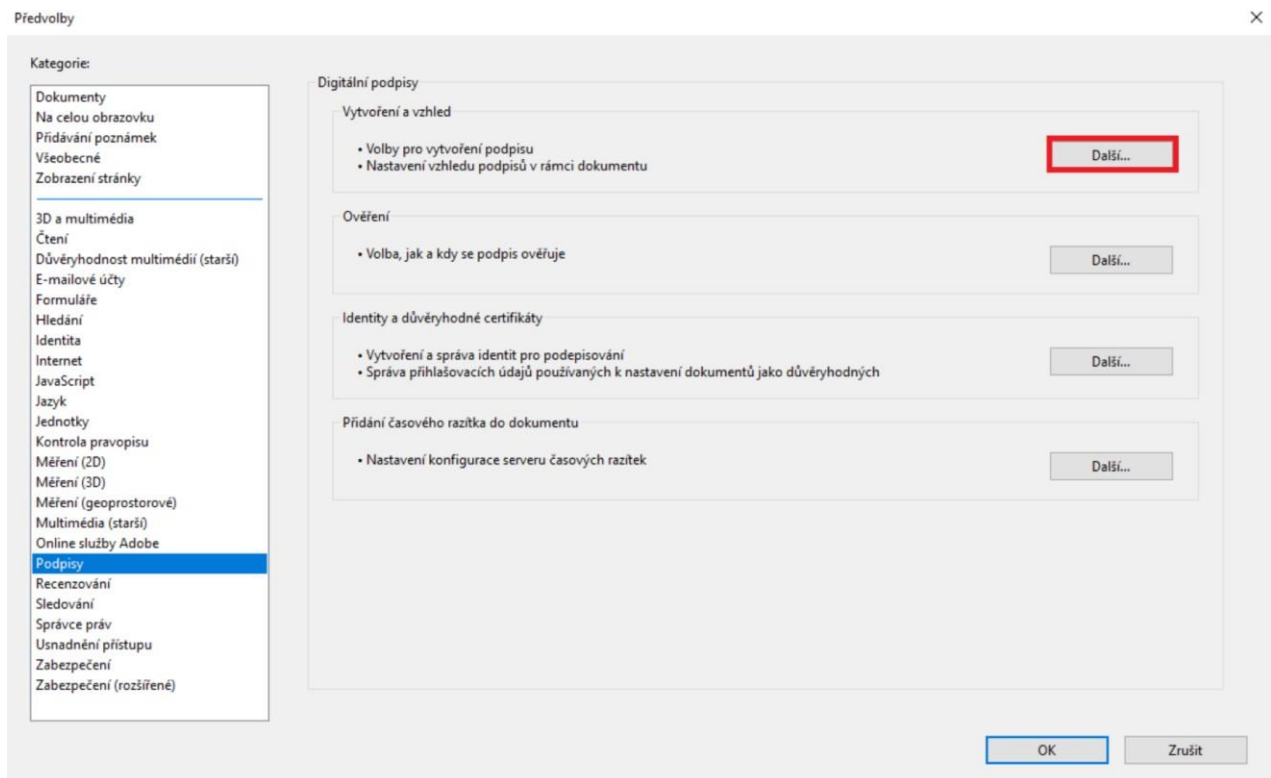 Předvolby
Kategorie:
Dokumenty
Na celou obrazovku
Přidávání poznámek
Všeobecné
Zobrazení stránky
3D a multimédia
Čtení
Důvěryhodnost multimédií (starší)
E-mailové účty
Formuláře
Hledání
Identita
Internet
JavaScript
Jazyk
Jednotky
Kontrola pravopisu
Měření (2D)
Měření (3D)
Měření (geoprostorové)
Multimédia (starší)
Online služby Adobe
Podpisy
Recenzování
Sledování
Správce práv
Usnadnění přístupu
Zabezpečení
Zabezpečení (rozšířené)
Digitální podpisy
Vytvoření a vzhled
• Volby pro vytvoření podpisu
• Nastavení vzhledu podpisů v rámci dokumentu
Další...
Ověření
• Volba, jak a kdy se podpis ověřuje
Další...
Identity a důvěryhodné certifikáty
• Vytvoření a správa identit pro podepisování
• Správa přihlašovacích údajů používaných k nastavení dokumentů jako důvěryhodných
Další...
Přidání časového razítka do dokumentu
• Nastavení konfigurace serveru časových razítek
Další...
OK
Zrušit